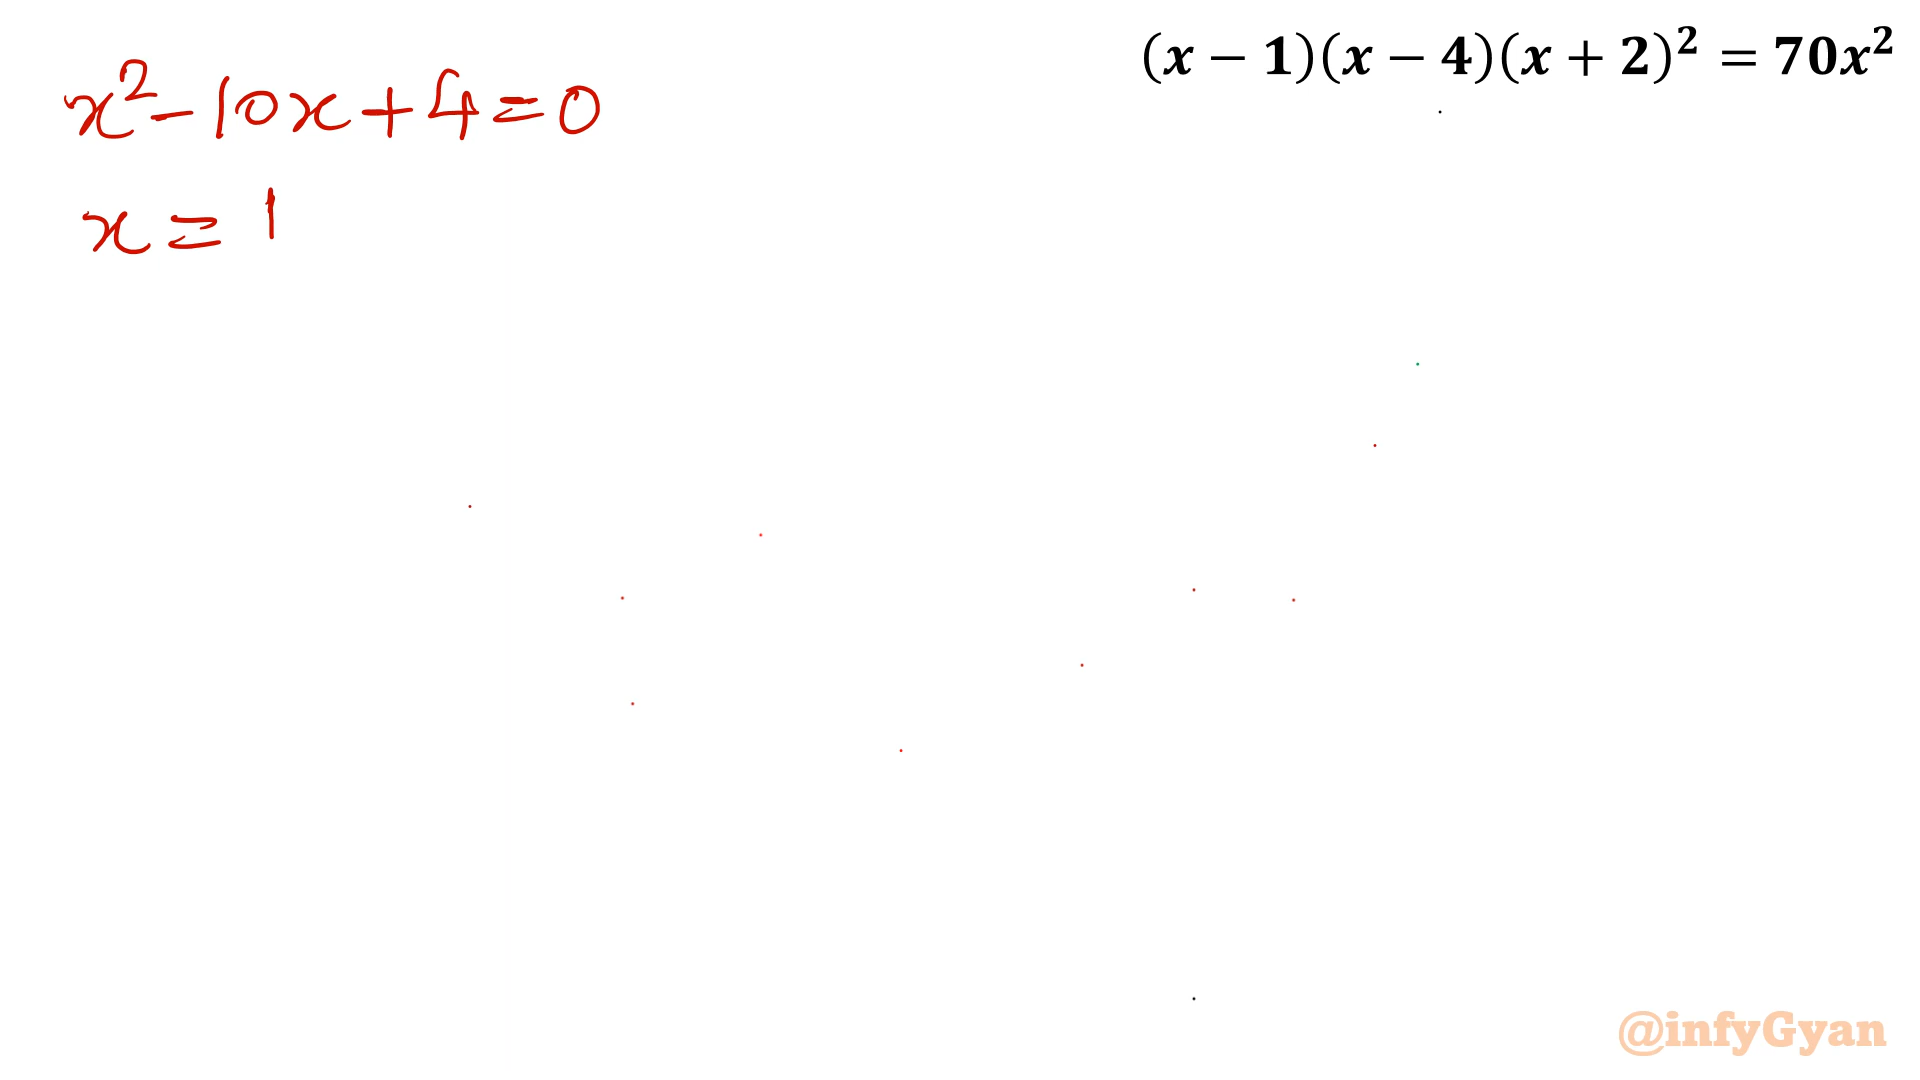 (x − 1)(x − 4)(x + 2)² = 70x²
x² − 10x + 4 = 0
x = 1
@infyGyan